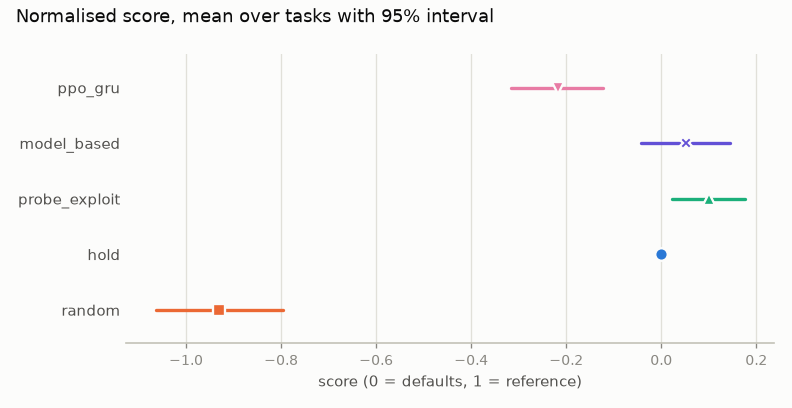 Normalised score, mean over tasks with 95% interval
ppo_gru
model_based
probe_exploit
hold
random
−1.0 −0.8 −0.6 −0.4 −0.2 0.0 0.2
score (0 = defaults, 1 = reference)